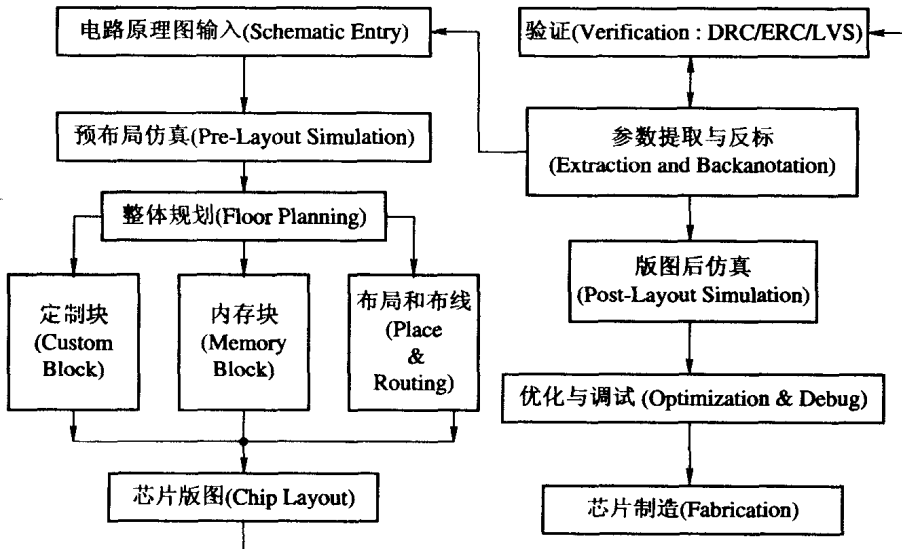 电路原理图输入(Schematic Entry)
预布局仿真(Pre-Layout Simulation)
整体规划(Floor Planning)
定制块
(Custom
Block)
内存块
(Memory
Block)
布局和布线
(Place
&
Routing)
芯片版图(Chip Layout)
验证(Verification : DRC/ERC/LVS)
参数提取与反标
(Extraction and Backanotation)
版图后仿真
(Post-Layout Simulation)
优化与调试 (Optimization & Debug)
芯片制造(Fabrication)